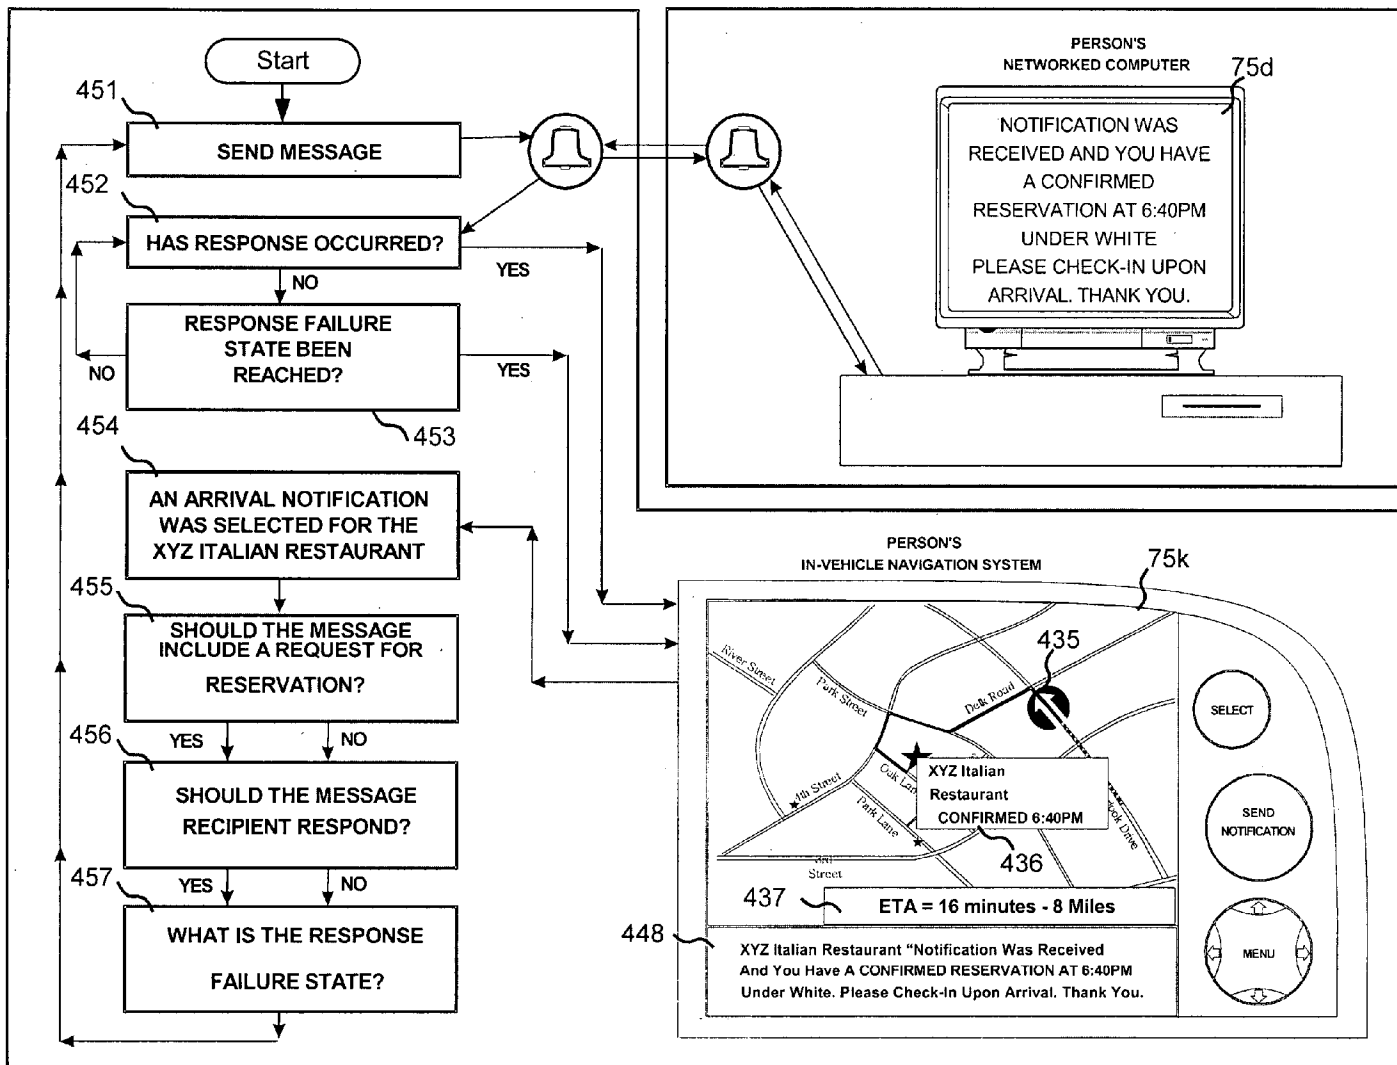 Start
451
SEND MESSAGE
452
HAS RESPONSE OCCURRED?
YES
NO
RESPONSE FAILURE
STATE BEEN
REACHED?
NO
YES
453
454
AN ARRIVAL NOTIFICATION
WAS SELECTED FOR THE
XYZ ITALIAN RESTAURANT
455
SHOULD THE MESSAGE
INCLUDE A REQUEST FOR
RESERVATION?
YES
NO
456
SHOULD THE MESSAGE
RECIPIENT RESPOND?
YES
NO
457
WHAT IS THE RESPONSE
FAILURE STATE?
PERSON'S
NETWORKED COMPUTER
75d
NOTIFICATION WAS
RECEIVED AND YOU HAVE
A CONFIRMED
RESERVATION AT 6:40PM
UNDER WHITE
PLEASE CHECK-IN UPON
ARRIVAL. THANK YOU.
PERSON'S
IN-VEHICLE NAVIGATION SYSTEM
75k
435
River Street
Park Street
Delk Road
4th Street
Oak Lan
Park Lane
ook Drive
Street
XYZ Italian
Restaurant
CONFIRMED 6:40PM
436
437
ETA = 16 minutes - 8 Miles
448
XYZ Italian Restaurant “Notification Was Received
And You Have A CONFIRMED RESERVATION AT 6:40PM
Under White. Please Check-In Upon Arrival. Thank You.
SELECT
SEND
NOTIFICATION
MENU